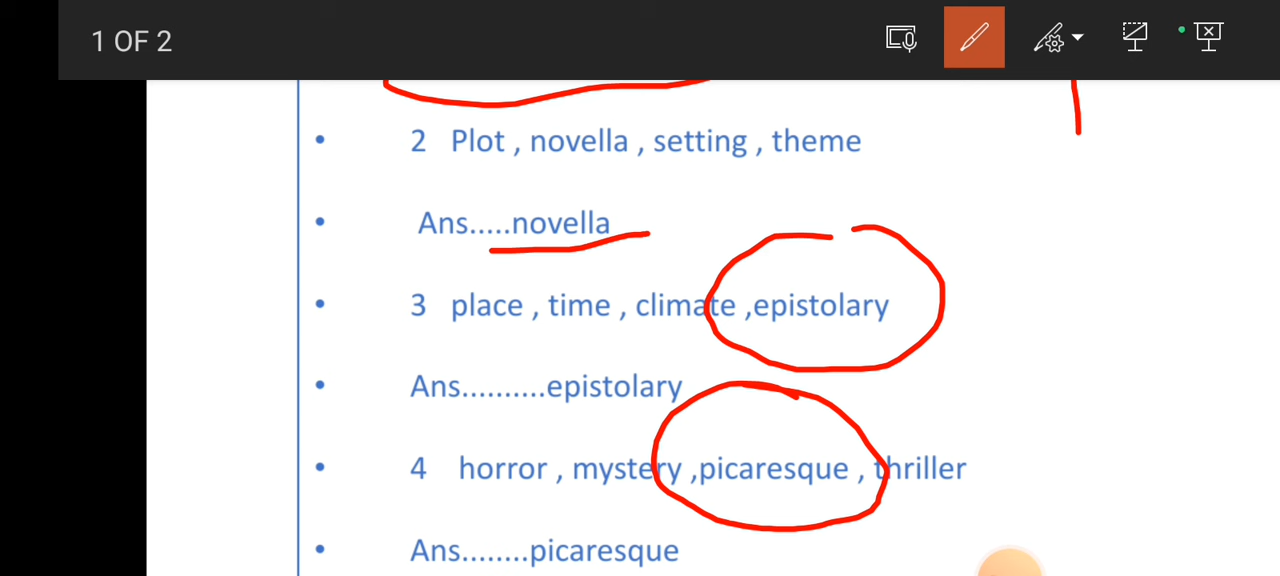 1 OF 2
• 2 Plot , novella , setting , theme
• Ans.....novella
• 3 place , time , climate ,epistolary
• Ans..........epistolary
• 4 horror , mystery ,picaresque , thriller
• Ans........picaresque